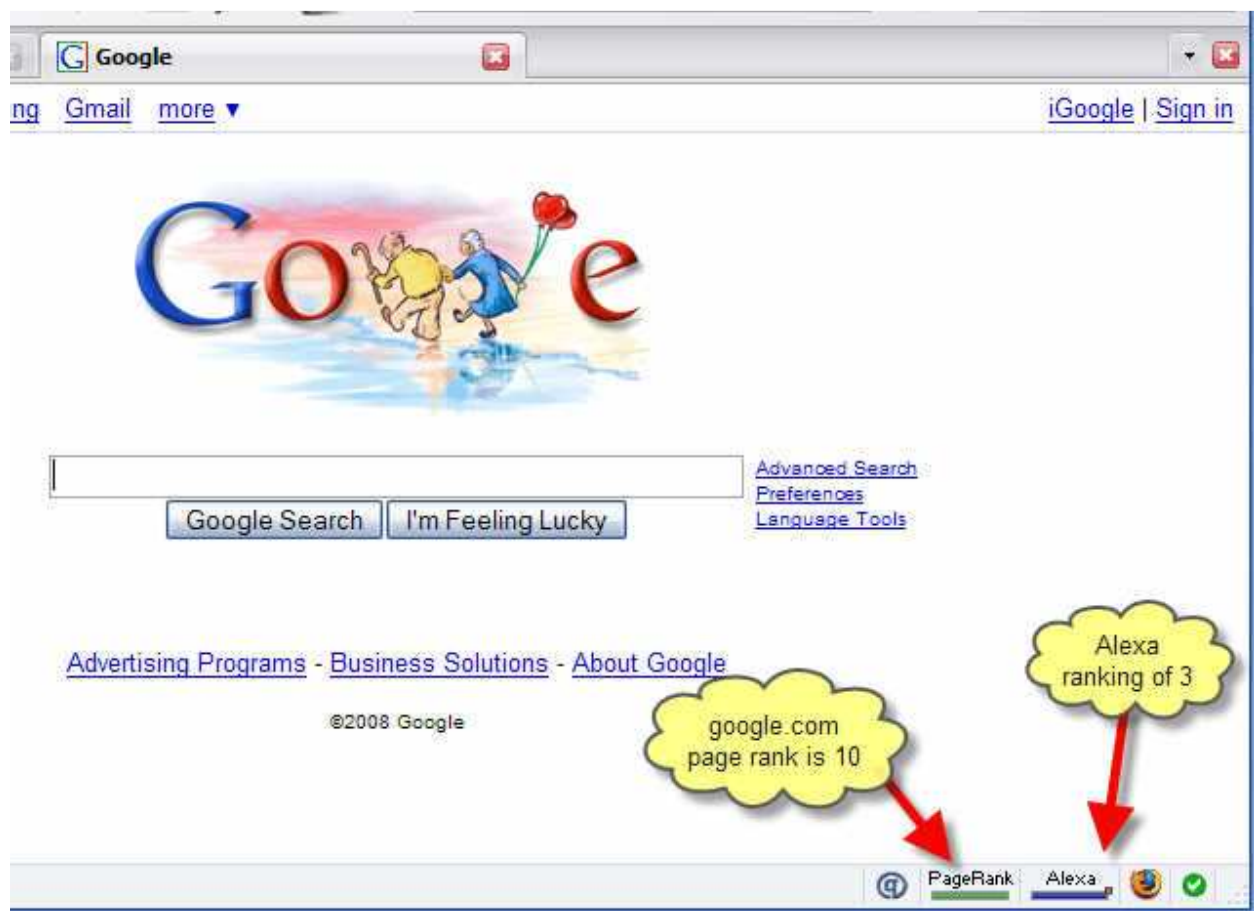 Google
ng Gmail more ▼ iGoogle | Sign in
Google
Advanced Search
Preferences
Google Search I'm Feeling Lucky Language Tools
Alexa
ranking of 3
Advertising Programs - Business Solutions - About Google
google.com
page rank is 10
©2008 Google
PageRank Alexa